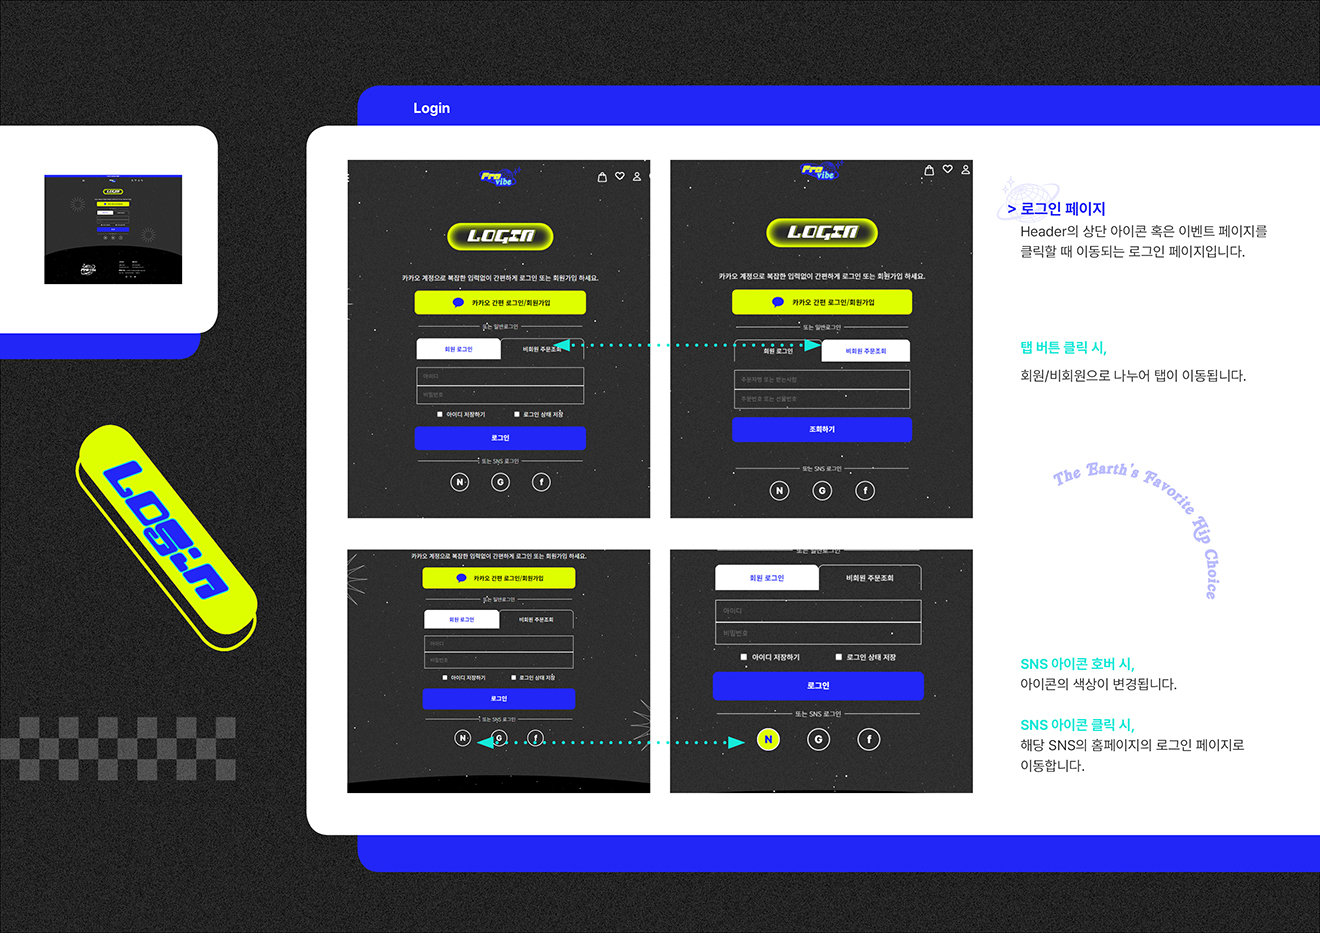 Login
Pro
vibe
LOGIN
카카오 계정으로 복잡한 입력없이 간편하게 로그인 또는 회원가입 하세요.
카카오 간편 로그인/회원가입
또는 일반로그인
회원 로그인
비회원 주문조회
아이디
비밀번호
아이디 저장하기
로그인 상태 저장
로그인
또는 SNS 로그인
N G f
Pro
vibe
LOGIN
카카오 계정으로 복잡한 입력없이 간편하게 로그인 또는 회원가입 하세요.
카카오 간편 로그인/회원가입
또는 일반로그인
회원 로그인
비회원 주문조회
주문자명 또는 받는사람
주문번호 또는 선물번호
조회하기
또는 SNS 로그인
N G f
> 로그인 페이지
Header의 상단 아이콘 혹은 이벤트 페이지를
클릭할 때 이동되는 로그인 페이지입니다.
탭 버튼 클릭 시,
회원/비회원으로 나누어 탭이 이동됩니다.
LOGIN
The Earth's Favorite Hip Choice
카카오 계정으로 복잡한 입력없이 간편하게 로그인 또는 회원가입 하세요.
카카오 간편 로그인/회원가입
또는 일반로그인
회원 로그인
비회원 주문조회
아이디
비밀번호
아이디 저장하기
로그인 상태 저장
로그인
또는 SNS 로그인
N G f
또는 일반로그인
회원 로그인
비회원 주문조회
아이디
비밀번호
아이디 저장하기
로그인 상태 저장
로그인
또는 SNS 로그인
N G f
SNS 아이콘 호버 시,
아이콘의 색상이 변경됩니다.
SNS 아이콘 클릭 시,
해당 SNS의 홈페이지의 로그인 페이지로
이동합니다.